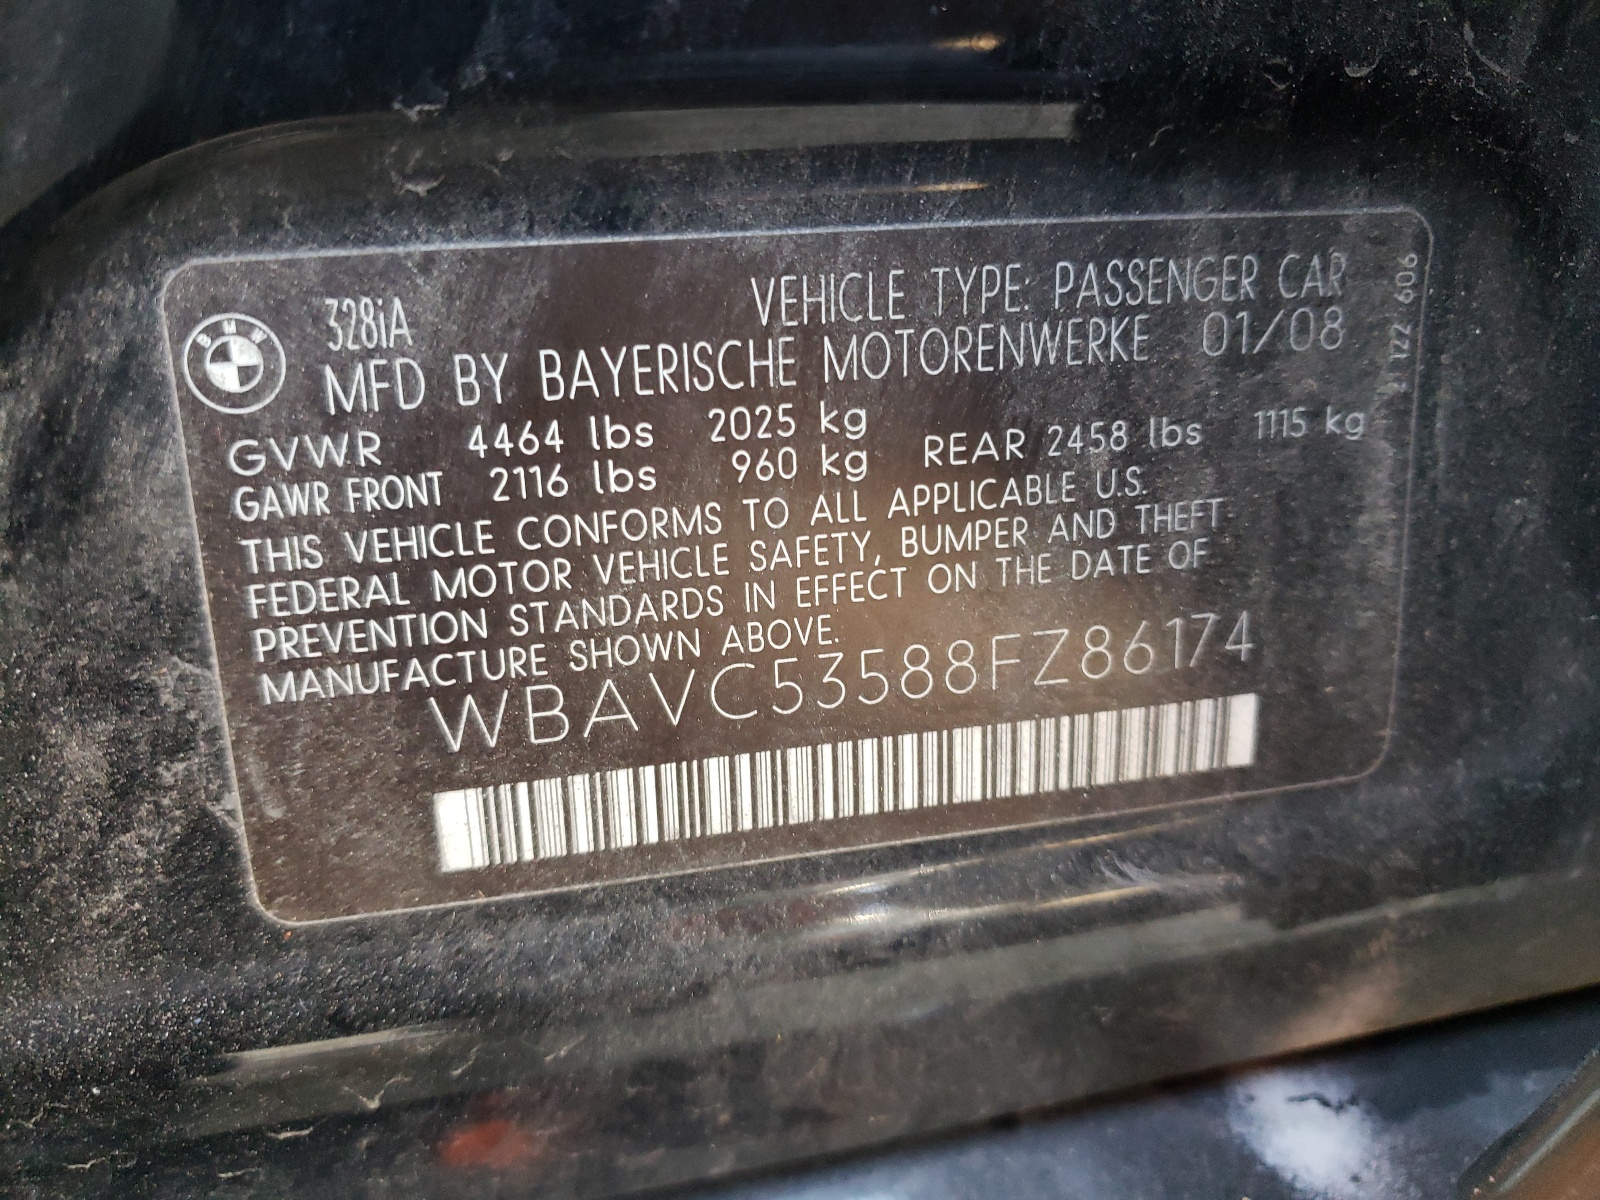 BMW
328iA VEHICLE TYPE: PASSENGER CAR
MFD BY BAYERISCHE MOTORENWERKE 01/08
GVWR 4464 lbs 2025 kg
GAWR FRONT 2116 lbs 960 kg REAR 2458 lbs 1115 kg
THIS VEHICLE CONFORMS TO ALL APPLICABLE U.S.
FEDERAL MOTOR VEHICLE SAFETY, BUMPER AND THEFT
PREVENTION STANDARDS IN EFFECT ON THE DATE OF
MANUFACTURE SHOWN ABOVE.
WBAVC53588FZ86174